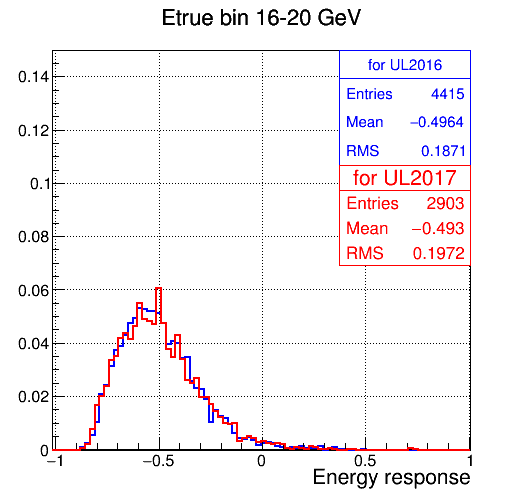 Etrue bin 16-20 GeV
for UL2016
Entries 4415
Mean −0.4964
RMS 0.1871
for UL2017
Entries 2903
Mean −0.493
RMS 0.1972
0.14
0.12
0.1
0.08
0.06
0.04
0.02
0
−1 −0.5 0 0.5 1
Energy response